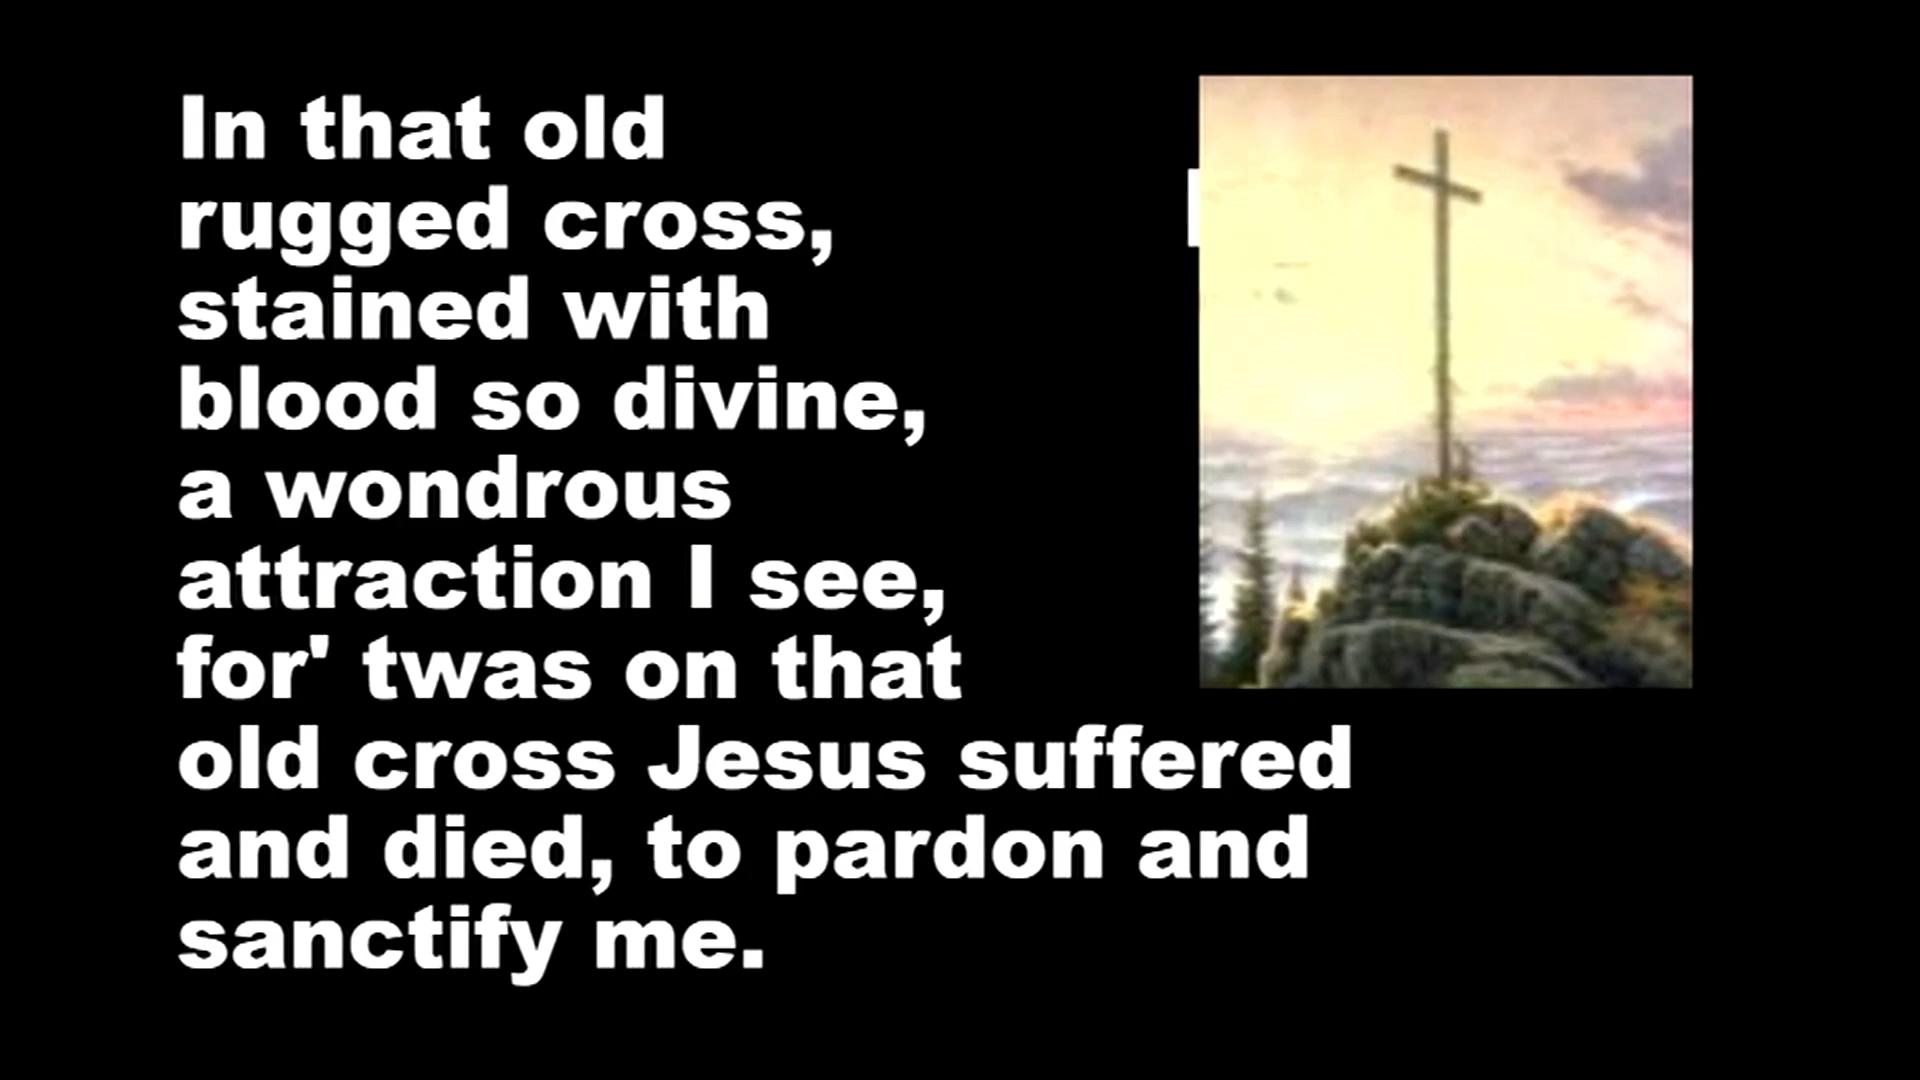 In that old
rugged cross,
stained with
blood so divine,
a wondrous
attraction I see,
for' twas on that
old cross Jesus suffered
and died, to pardon and
sanctify me.